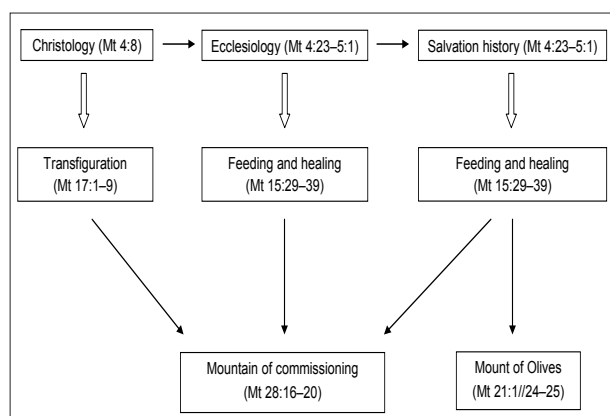 Christology (Mt 4:8)
Ecclesiology (Mt 4:23–5:1)
Salvation history (Mt 4:23–5:1)
Transfiguration
(Mt 17:1–9)
Feeding and healing
(Mt 15:29–39)
Feeding and healing
(Mt 15:29–39)
Mountain of commissioning
(Mt 28:16–20)
Mount of Olives
(Mt 21:1//24–25)